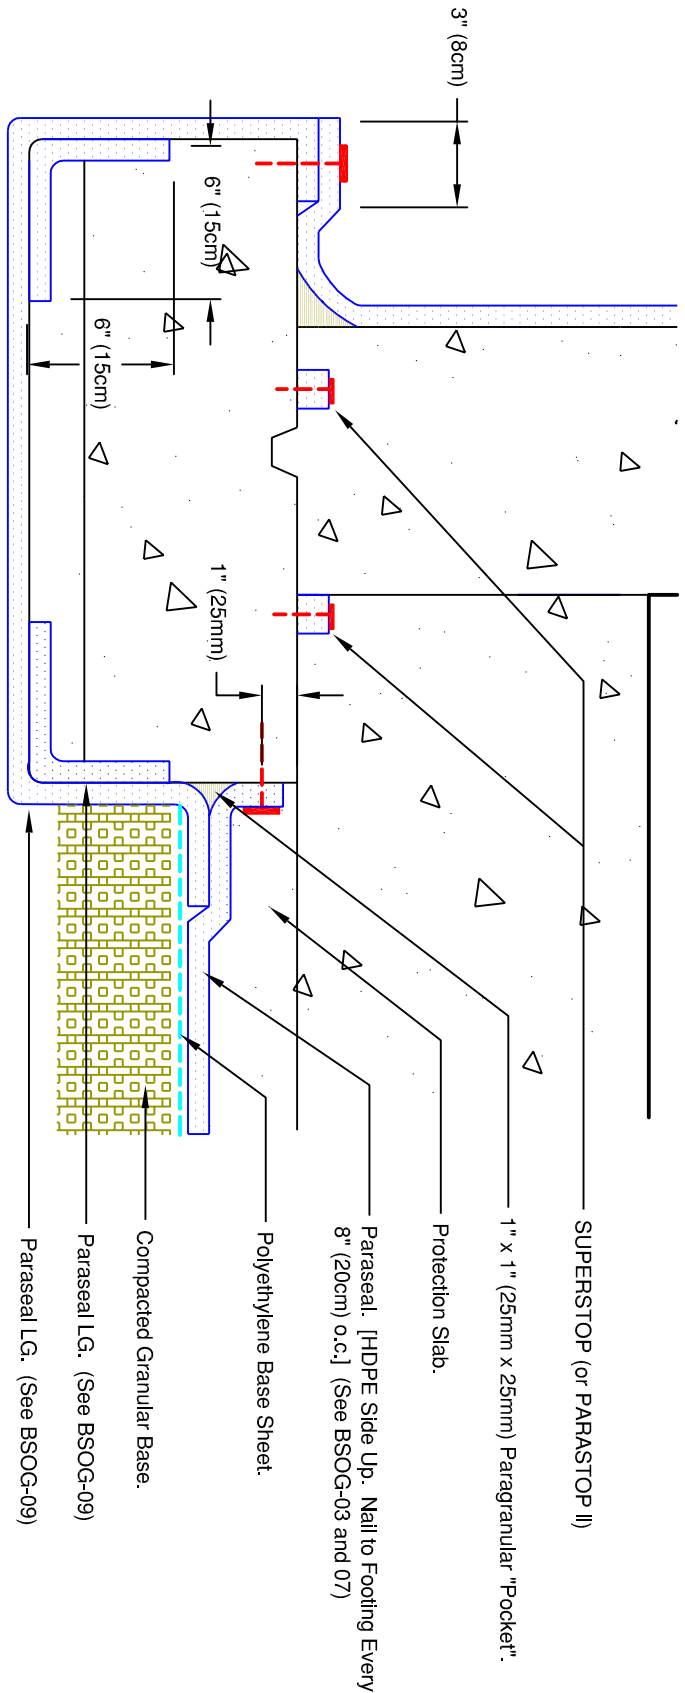 3" (8cm)
6" (15cm)
6" (15cm)
1" (25mm)
SUPERSTOP (or PARASTOP II)
1" x 1" (25mm x 25mm) Paragranular "Pocket".
Protection Slab.
Paraseal.  [HDPE Side Up.  Nail to Footing Every
8" (20cm) o.c.]  (See BSOG-03 and 07)
Polyethylene Base Sheet.
Compacted Granular Base.
Paraseal LG.  (See BSOG-09)
Paraseal LG.  (See BSOG-09)